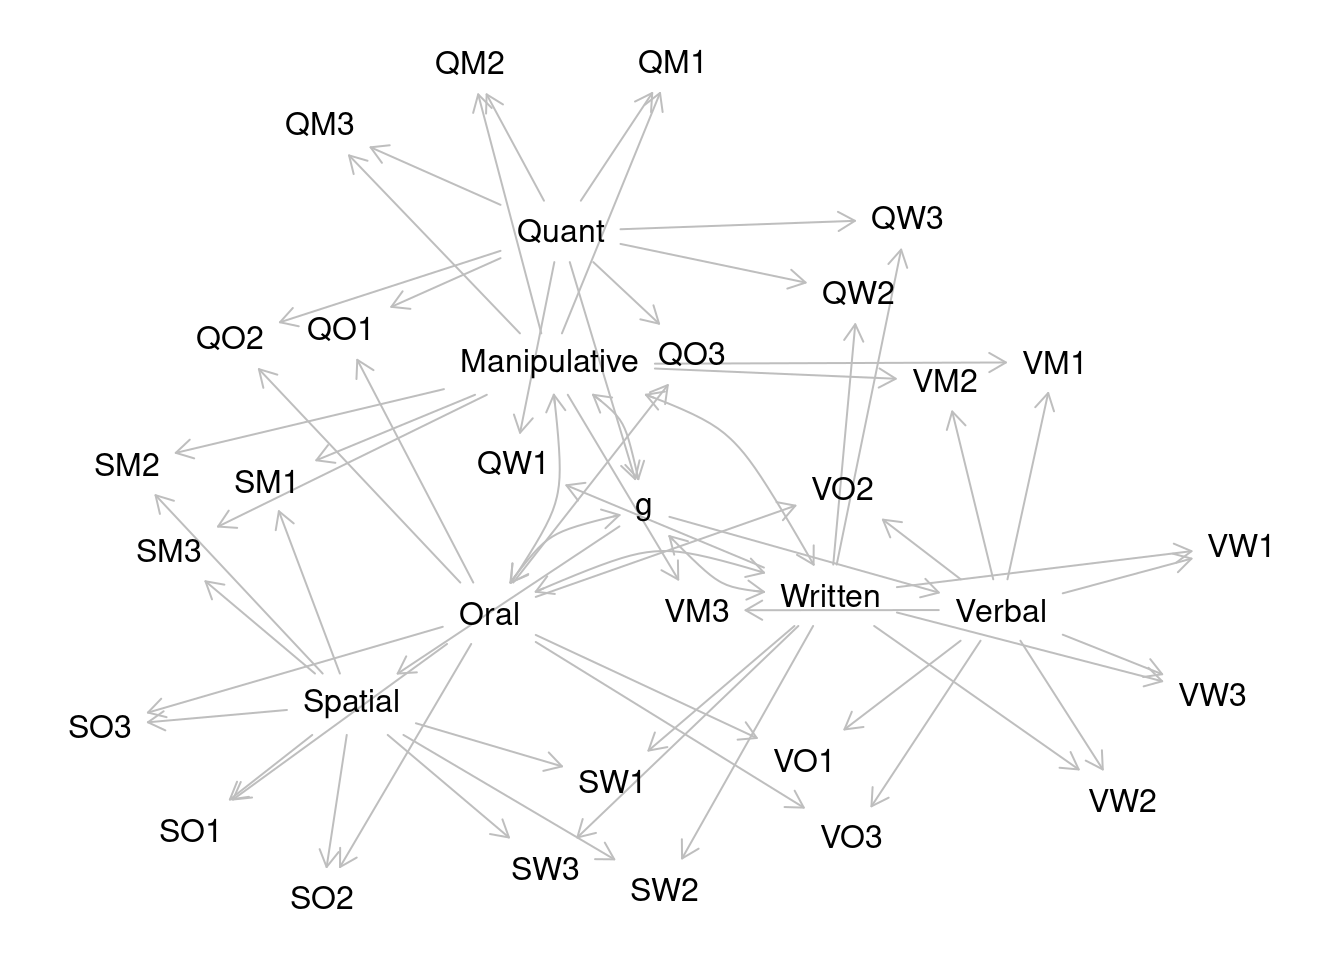 QM2
QM1
QM3
QW3
Quant
QW2
QO1
QO2
QO3
Manipulative
VM1
VM2
SM2
QW1
SM1
VO2
g
SM3
VW1
Written
VM3
Verbal
Oral
VW3
Spatial
SO3
VO1
SW1
VW2
SO1
VO3
SW3
SW2
SO2